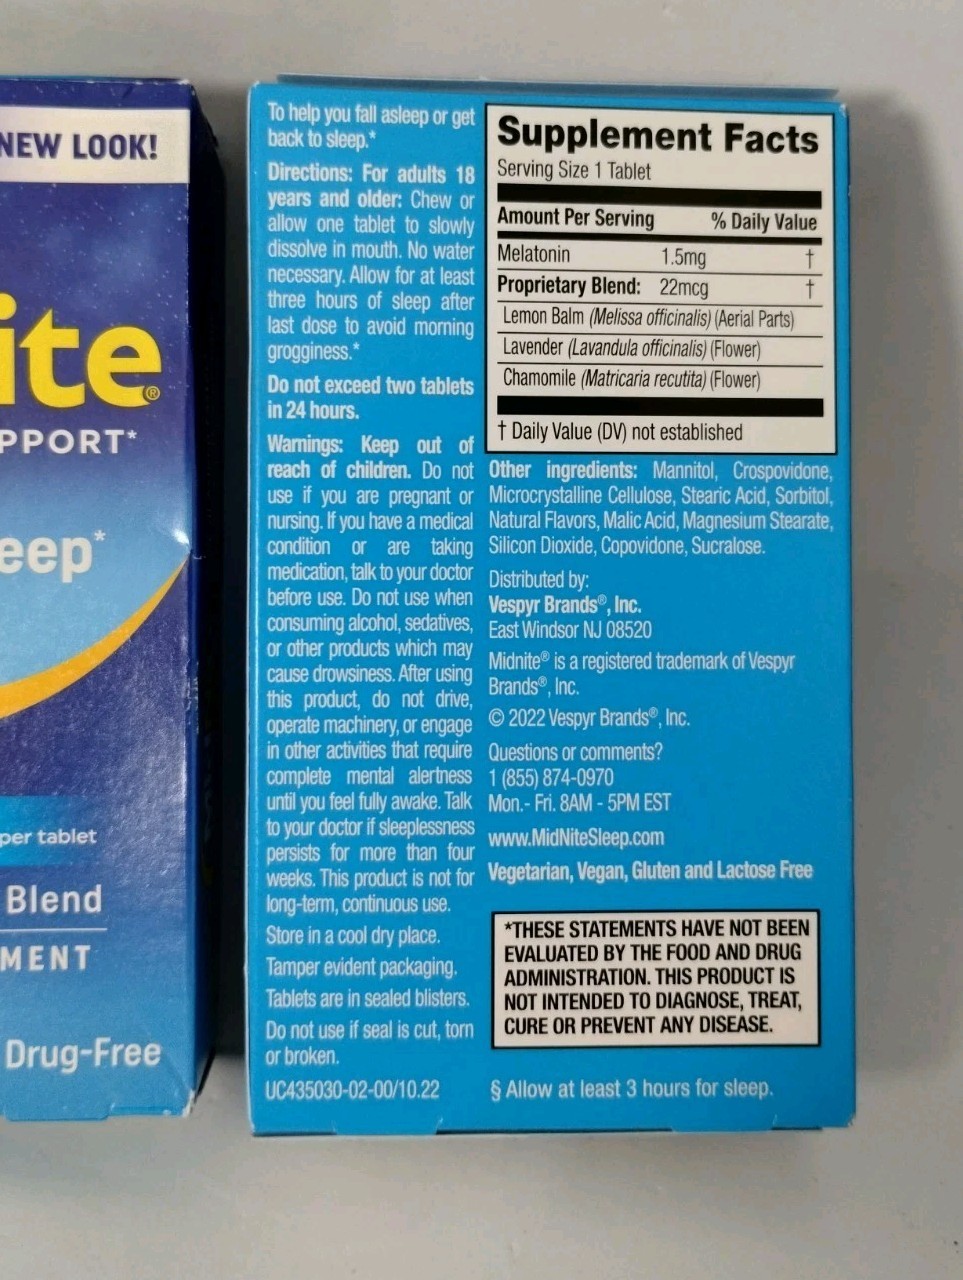 NEW LOOK!
ite®
PPORT*
eep*
per tablet
Blend
MENT
Drug-Free
To help you fall asleep or get
back to sleep.*
Directions: For adults 18
years and older: Chew or
allow one tablet to slowly
dissolve in mouth. No water
necessary. Allow for at least
three hours of sleep after
last dose to avoid morning
grogginess.*
Do not exceed two tablets
in 24 hours.
Warnings: Keep out of
reach of children. Do not
use if you are pregnant or
nursing. If you have a medical
condition or are taking
medication, talk to your doctor
before use. Do not use when
consuming alcohol, sedatives,
or other products which may
cause drowsiness. After using
this product, do not drive,
operate machinery, or engage
in other activities that require
complete mental alertness
until you feel fully awake. Talk
to your doctor if sleeplessness
persists for more than four
weeks. This product is not for
long-term, continuous use.
Store in a cool dry place.
Tamper evident packaging.
Tablets are in sealed blisters.
Do not use if seal is cut, torn
or broken.
UC435030-02-00/10.22
Supplement Facts
Serving Size 1 Tablet
Amount Per Serving % Daily Value
Melatonin 1.5mg †
Proprietary Blend: 22mcg †
Lemon Balm (Melissa officinalis) (Aerial Parts)
Lavender (Lavandula officinalis) (Flower)
Chamomile (Matricaria recutita) (Flower)
† Daily Value (DV) not established
Other ingredients: Mannitol, Crospovidone,
Microcrystalline Cellulose, Stearic Acid, Sorbitol,
Natural Flavors, Malic Acid, Magnesium Stearate,
Silicon Dioxide, Copovidone, Sucralose.
Distributed by:
Vespyr Brands®, Inc.
East Windsor NJ 08520
Midnite® is a registered trademark of Vespyr
Brands®, Inc.
© 2022 Vespyr Brands®, Inc.
Questions or comments?
1 (855) 874-0970
Mon.- Fri. 8AM - 5PM EST
www.MidNiteSleep.com
Vegetarian, Vegan, Gluten and Lactose Free
*THESE STATEMENTS HAVE NOT BEEN
EVALUATED BY THE FOOD AND DRUG
ADMINISTRATION. THIS PRODUCT IS
NOT INTENDED TO DIAGNOSE, TREAT,
CURE OR PREVENT ANY DISEASE.
§ Allow at least 3 hours for sleep.